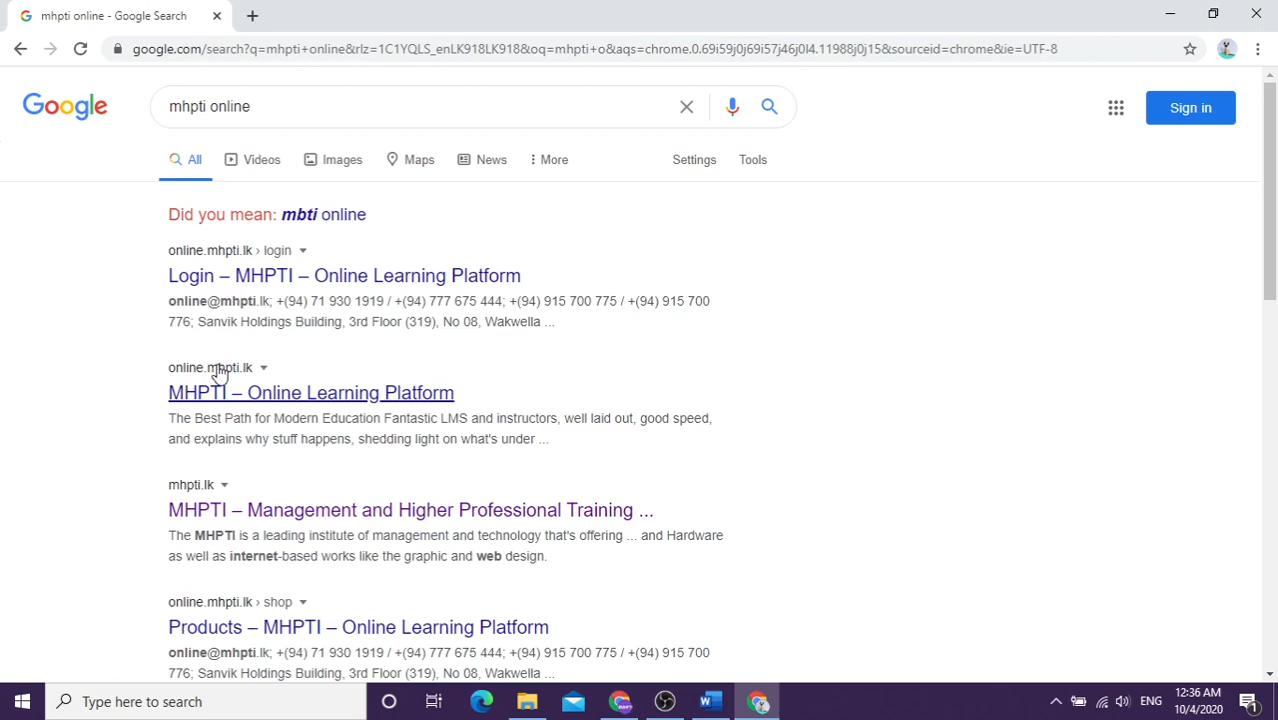 mhpti online - Google Search
google.com/search?q=mhpti+online&rlz=1C1YQLS_enLK918LK918&oq=mhpti+o&aqs=chrome.0.69i59j0j69i57j46j0l4.11988j0j15&sourceid=chrome&ie=UTF-8
Google
mhpti online
Sign in
All
Videos
Images
Maps
News
More
Settings
Tools
Did you mean: mbti online
online.mhpti.lk › login
Login – MHPTI – Online Learning Platform
online@mhpti.lk; +(94) 71 930 1919 / +(94) 777 675 444; +(94) 915 700 775 / +(94) 915 700
776; Sanvik Holdings Building, 3rd Floor (319), No 08, Wakwella ...
online.mhpti.lk
MHPTI – Online Learning Platform
The Best Path for Modern Education Fantastic LMS and instructors, well laid out, good speed,
and explains why stuff happens, shedding light on what's under ...
mhpti.lk
MHPTI – Management and Higher Professional Training ...
The MHPTI is a leading institute of management and technology that's offering ... and Hardware
as well as internet-based works like the graphic and web design.
online.mhpti.lk › shop
Products – MHPTI – Online Learning Platform
online@mhpti.lk; +(94) 71 930 1919 / +(94) 777 675 444; +(94) 915 700 775 / +(94) 915 700
776; Sanvik Holdings Building, 3rd Floor (319), No 08, Wakwella ...
Type here to search
ENG
12:36 AM
10/4/2020
1